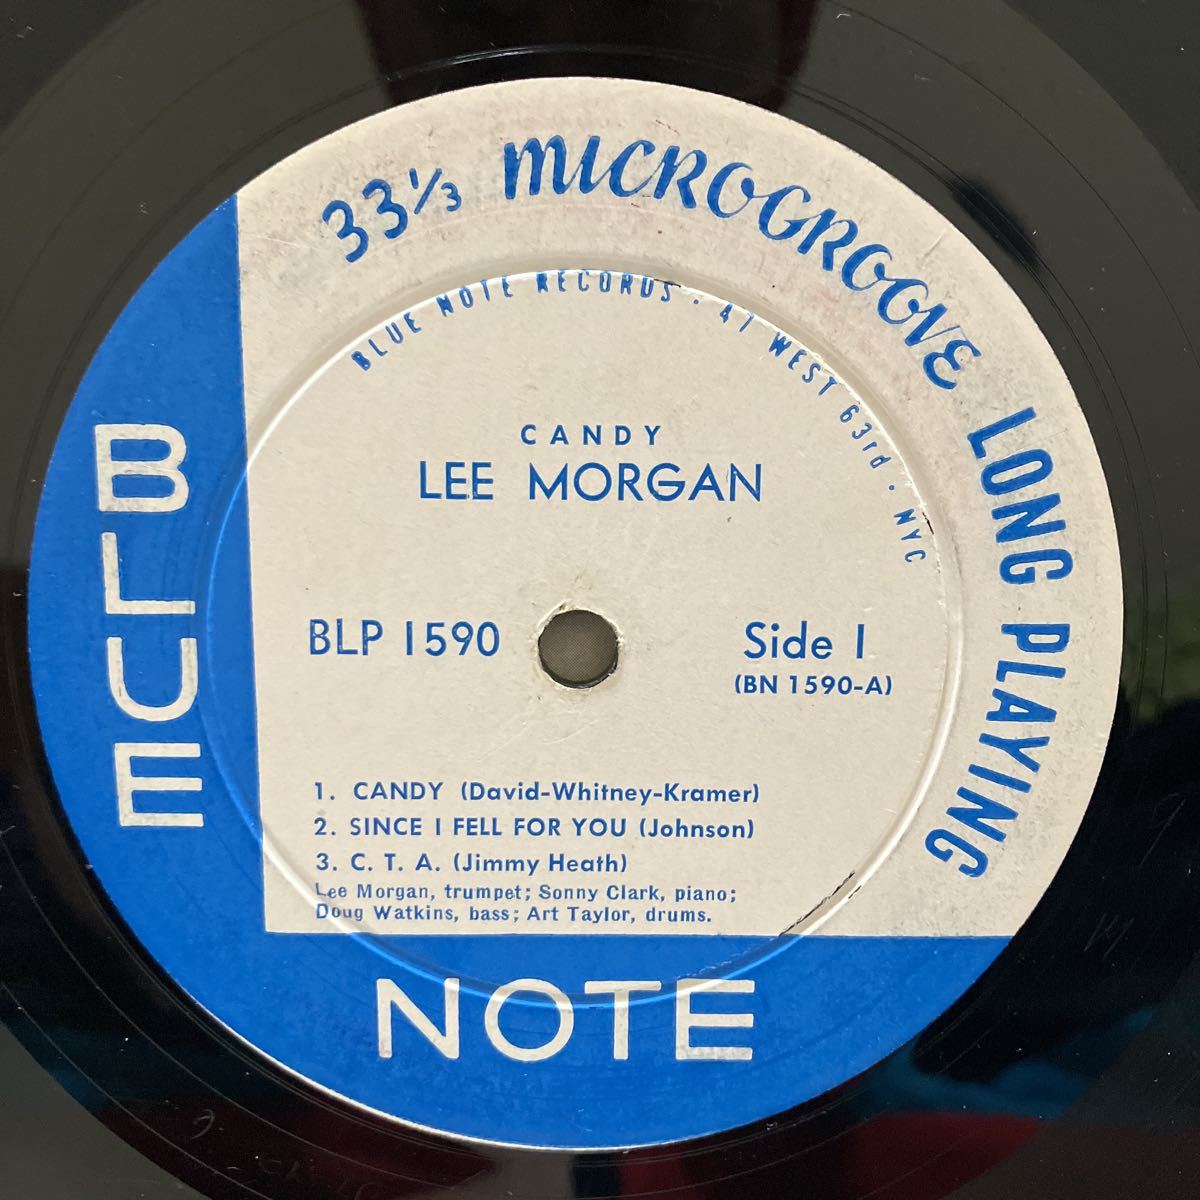 33 1/3 MICROGROOVE LONG PLAYING
BLUE NOTE RECORDS · 47 WEST 63rd · NYC
CANDY
LEE MORGAN
BLP 1590
Side 1
(BN 1590-A)
1. CANDY (David-Whitney-Kramer)
2. SINCE I FELL FOR YOU (Johnson)
3. C. T. A. (Jimmy Heath)
Lee Morgan, trumpet; Sonny Clark, piano;
Doug Watkins, bass; Art Taylor, drums.
BLUE
NOTE